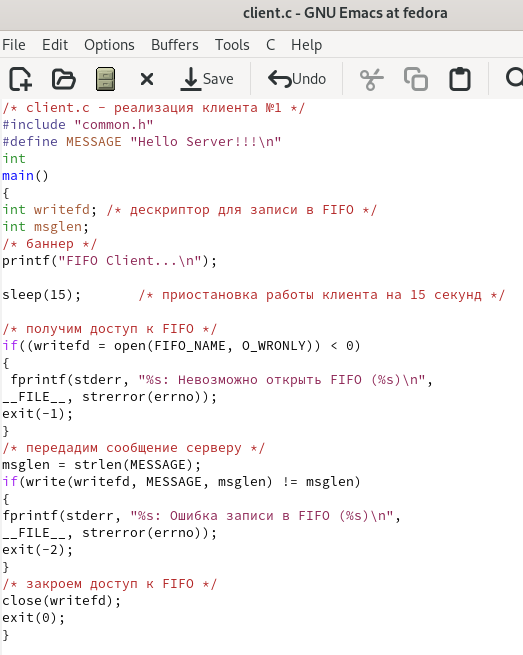 client.c - GNU Emacs at fedora
File Edit Options Buffers Tools C Help
Save Undo
/* client.c - реализация клиента №1 */
#include "common.h"
#define MESSAGE "Hello Server!!!\n"
int
main()
{
int writefd; /* дескриптор для записи в FIFO */
int msglen;
/* баннер */
printf("FIFO Client...\n");
sleep(15); /* приостановка работы клиента на 15 секунд */
/* получим доступ к FIFO */
if((writefd = open(FIFO_NAME, O_WRONLY)) < 0)
{
fprintf(stderr, "%s: Невозможно открыть FIFO (%s)\n",
__FILE__, strerror(errno));
exit(-1);
}
/* передадим сообщение серверу */
msglen = strlen(MESSAGE);
if(write(writefd, MESSAGE, msglen) != msglen)
{
fprintf(stderr, "%s: Ошибка записи в FIFO (%s)\n",
__FILE__, strerror(errno));
exit(-2);
}
/* закроем доступ к FIFO */
close(writefd);
exit(0);
}